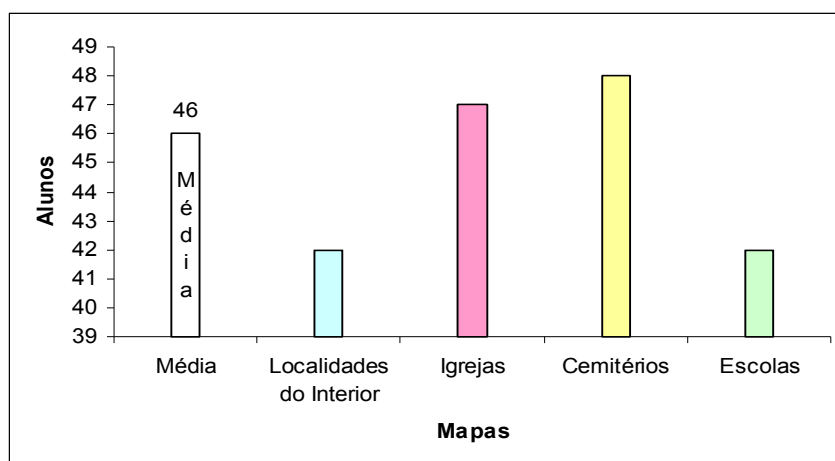 49
48
47
46
45
44
43
42
41
40
39
Alunos
46
Média
Média
Localidades
do Interior
Igrejas
Cemitérios
Escolas
Mapas